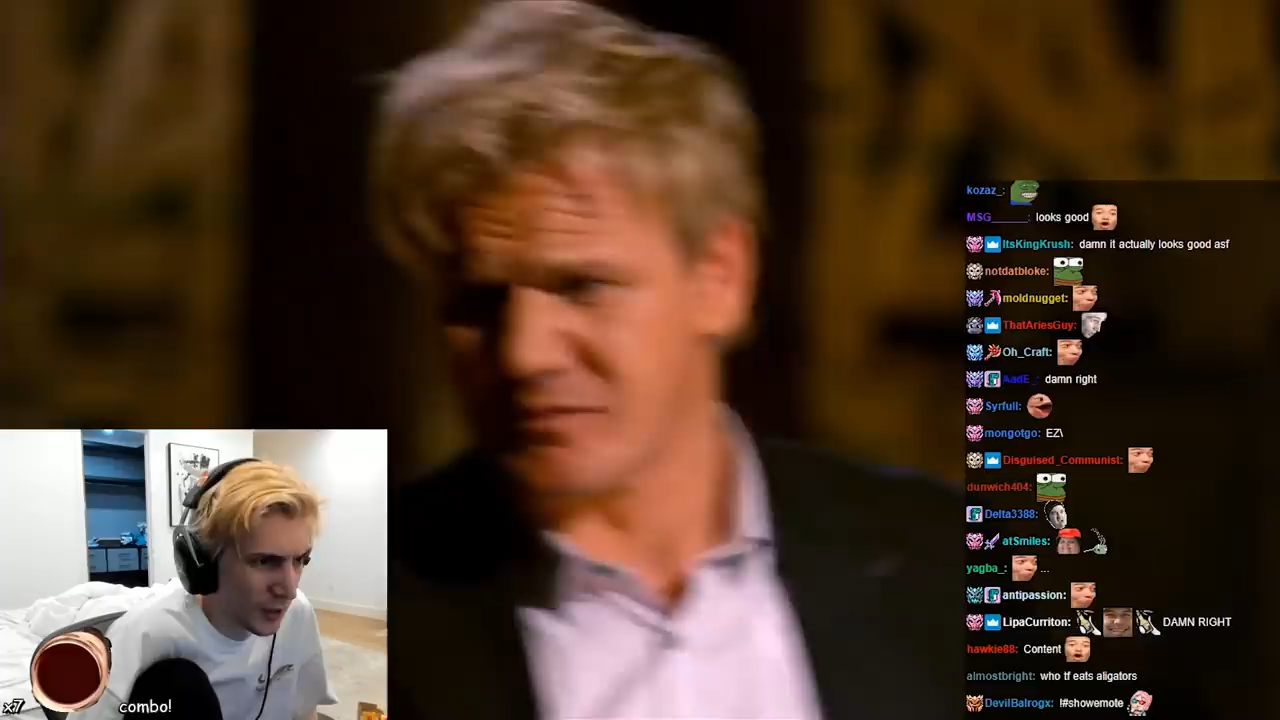 kozaz_:
MSG______: looks good
ItsKingKrush: damn it actually looks good asf
notdatbloke:
moldnugget:
ThatAriesGuy:
Oh_Craft:
AadE_: damn right
Syrfull:
mongotgo: EZ\
Disguised_Communist:
dunwich404:
Delta3388:
atSmiles:
yagba_: ...
antipassion:
LipaCurriton: DAMN RIGHT
hawkie88: Content
almostbright: who tf eats aligators
DevilBalrogx: !#showemote
x7 combo!